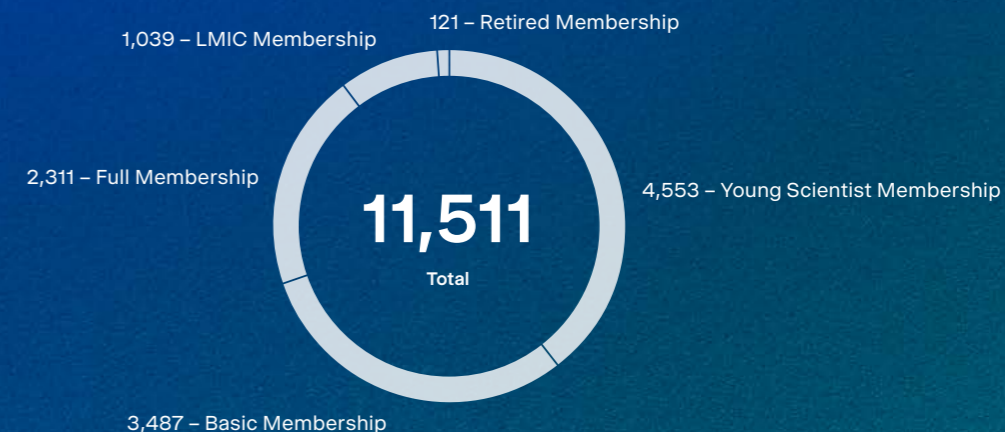 121 – Retired Membership
1,039 – LMIC Membership
2,311 – Full Membership
4,553 – Young Scientist Membership
11,511
Total
3,487 – Basic Membership